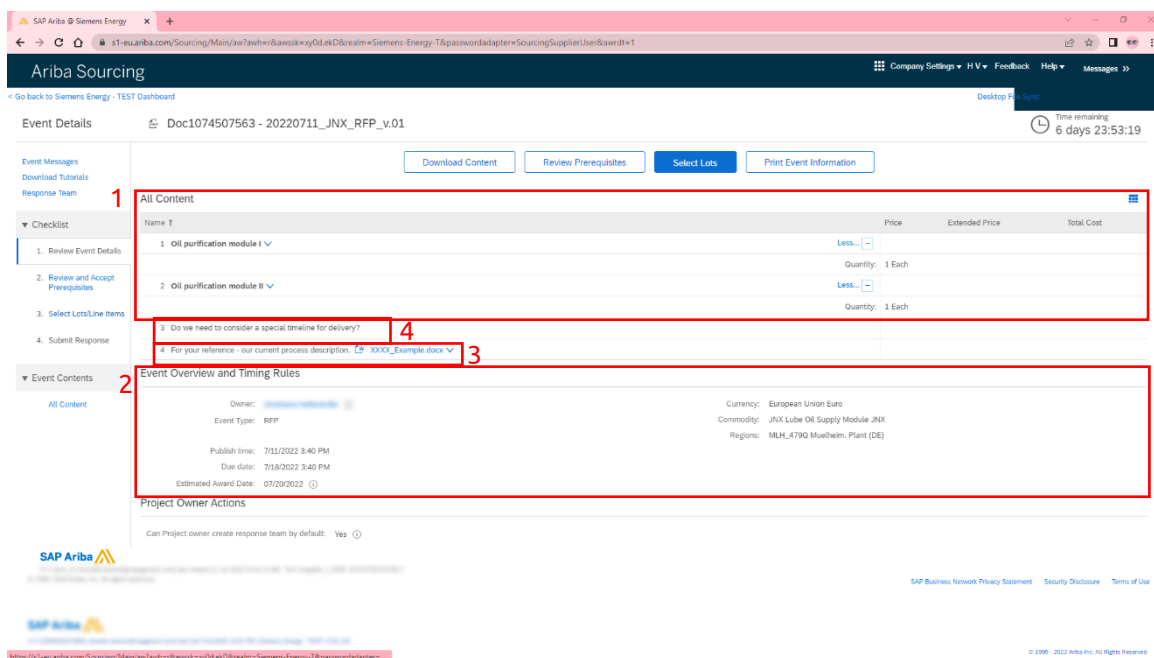 SAP Ariba @ Siemens Energy
s1-eu.ariba.com/Sourcing/Main/aw?awh=r&awssk=xy0d.ekD&realm=Siemens-Energy-T&passwordadapter=SourcingSupplierUser&awrdt=1
Ariba Sourcing
Company Settings H V Feedback Help Messages >>
< Go back to Siemens Energy - TEST Dashboard
Desktop File Sync
Event Details
Doc1074507563 - 20220711_JNX_RFP_v.01
Time remaining
6 days 23:53:19
Event Messages
Download Tutorials
Response Team
Download Content Review Prerequisites Select Lots Print Event Information
1
All Content
Checklist
Name ↑ Price Extended Price Total Cost
1. Review Event Details
1 Oil purification module I Less... −
Quantity: 1 Each
2. Review and Accept
Prerequisites
2 Oil purification module II Less... −
Quantity: 1 Each
3. Select Lots/Line Items
3 Do we need to consider a special timeline for delivery?
4
4. Submit Response
4 For your reference - our current process description. XXXX_Example.docx
3
2
Event Overview and Timing Rules
Event Contents
All Content
Owner:
Currency: European Union Euro
Event Type: RFP
Commodity: JNX Lube Oil Supply Module JNX
Regions: MLH_479Q Muelheim, Plant (DE)
Publish time: 7/11/2022 3:40 PM
Due date: 7/18/2022 3:40 PM
Estimated Award Date: 07/20/2022
Project Owner Actions
Can Project owner create response team by default: Yes
SAP Ariba
SAP Business Network Privacy Statement Security Disclosure Terms of Use
SAP Ariba
© 1996 - 2022 Ariba Inc. All Rights Reserved